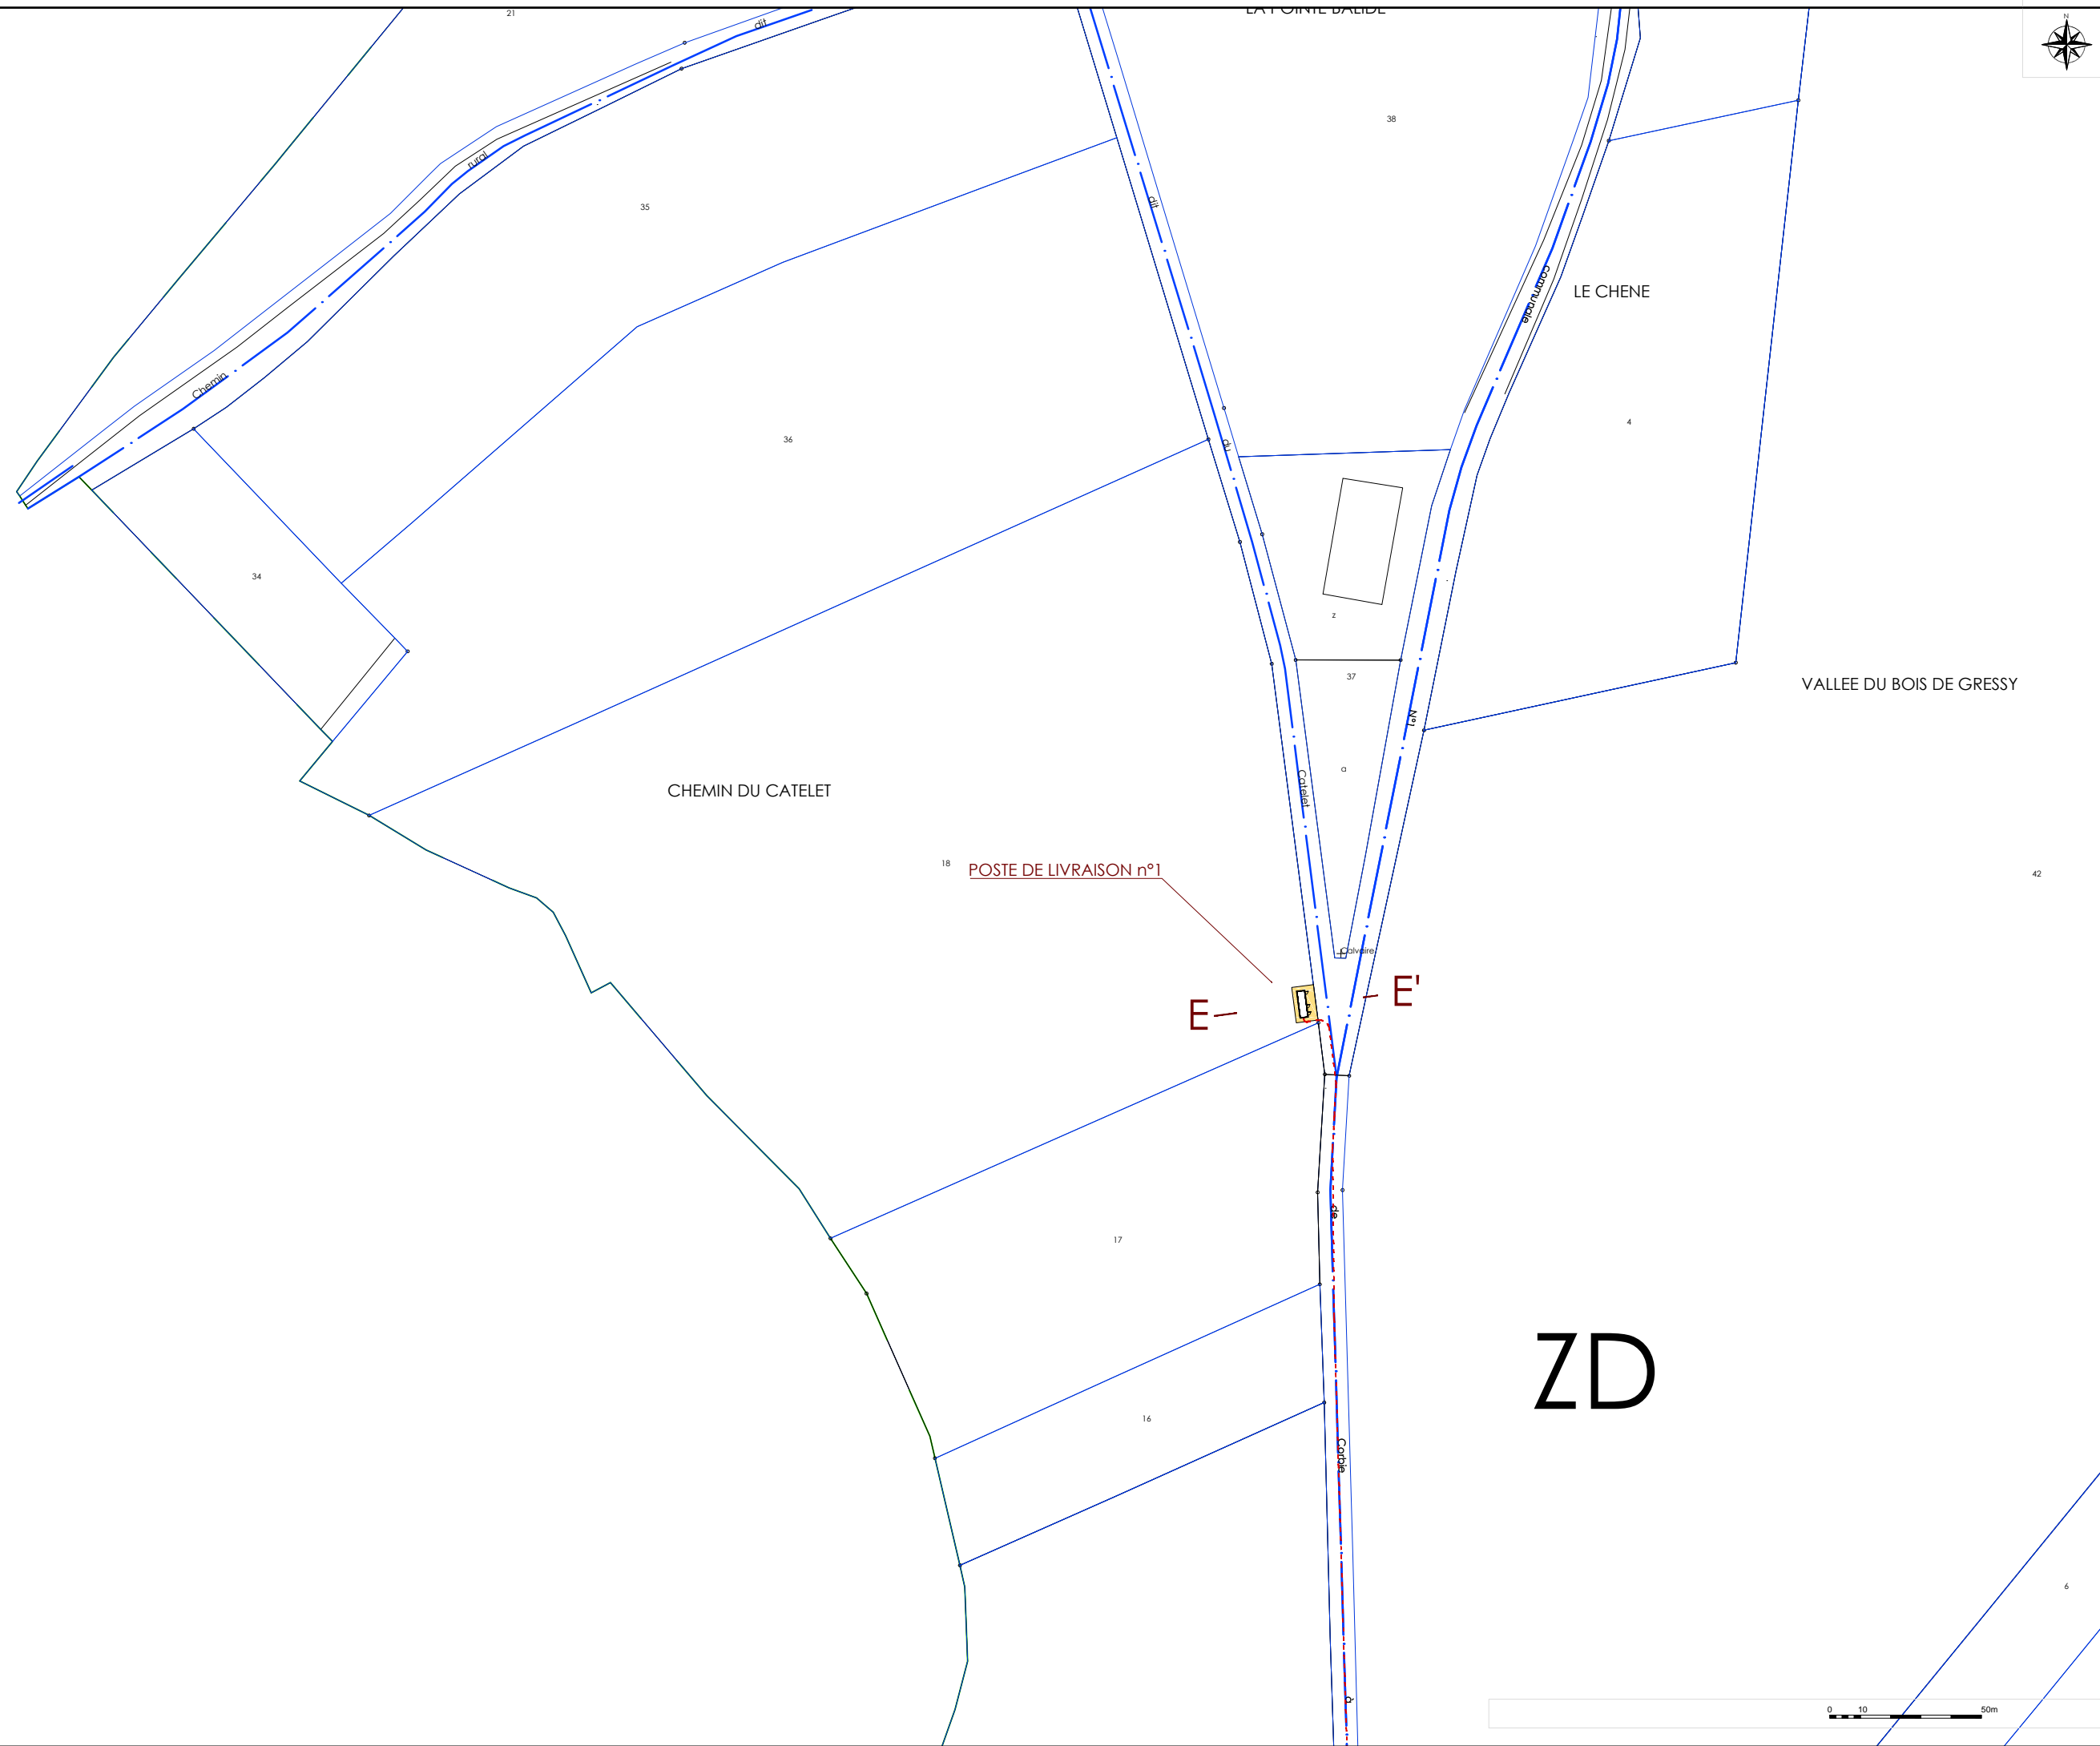 21
LA POINTE BALIDE
N
dit
38
rural
35
dit
Communale
LE CHENE
Chemin
4
36
du
34
z
37
VALLEE DU BOIS DE GRESSY
N°1
a
Catelet
CHEMIN DU CATELET
18
POSTE DE LIVRAISON n°1
42
Calvaire
E
E'
de
17
ZD
16
Corbie
6
à
0 10 50m